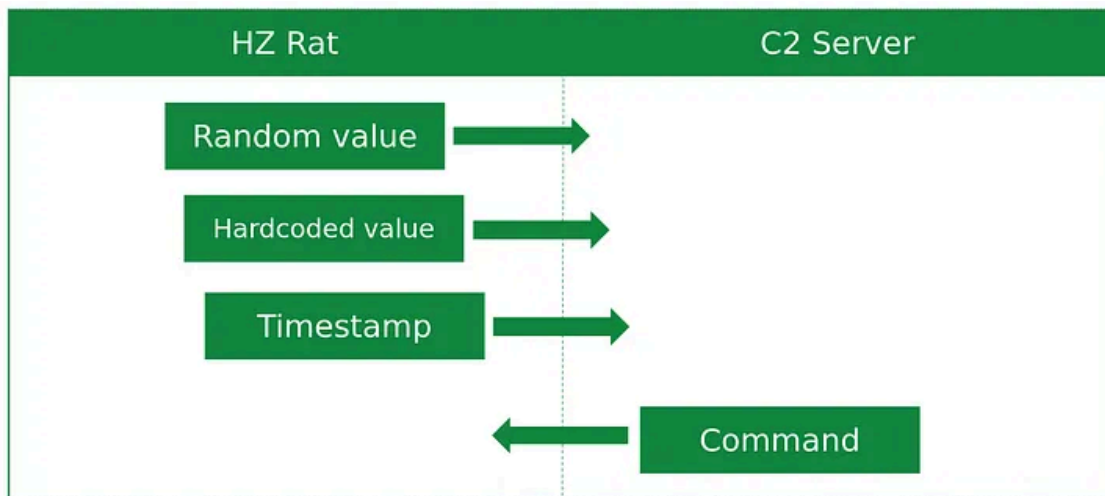 HZ Rat
C2 Server
Random value
Hardcoded value
Timestamp
Command